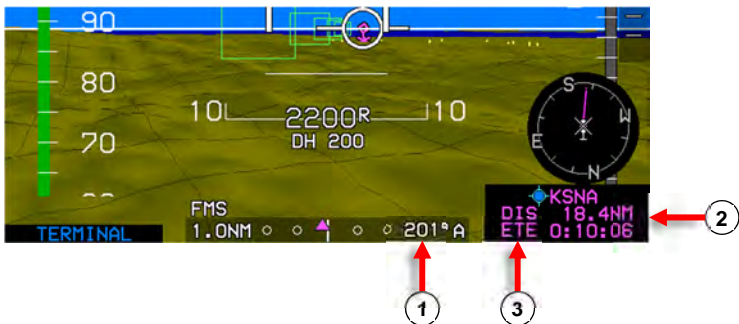 90
80
10 2200R 10
DH 200
70
S
W
E
N
FMS
1.0NM 201°A
TERMINAL
KSNA
DIS 18.4NM
ETE 0:10:06
1
2
3